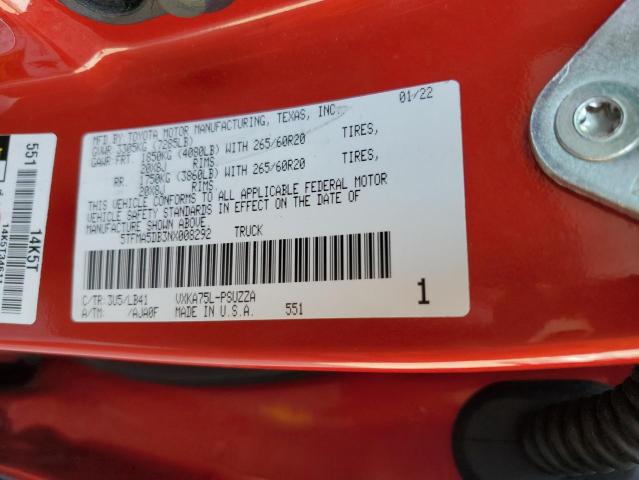 MFD BY: TOYOTA MOTOR MANUFACTURING, TEXAS, INC. 01/22
GVWR 3305KG (7285LB)
GAWR FRT. 1850KG (4080LB) WITH 265/60R20 TIRES,
20X8J RIMS
RR. 1750KG (3860LB) WITH 265/60R20 TIRES,
20X8J RIMS
THIS VEHICLE CONFORMS TO ALL APPLICABLE FEDERAL MOTOR
VEHICLE SAFETY STANDARDS IN EFFECT ON THE DATE OF
MANUFACTURE SHOWN ABOVE
5TFMA5DB3NX008292 TRUCK
C/TR: 3U5/LB41 VXKA75L-PSUZZA
A/TM: /AJA0F MADE IN U.S.A. 551
1
551 14K5T